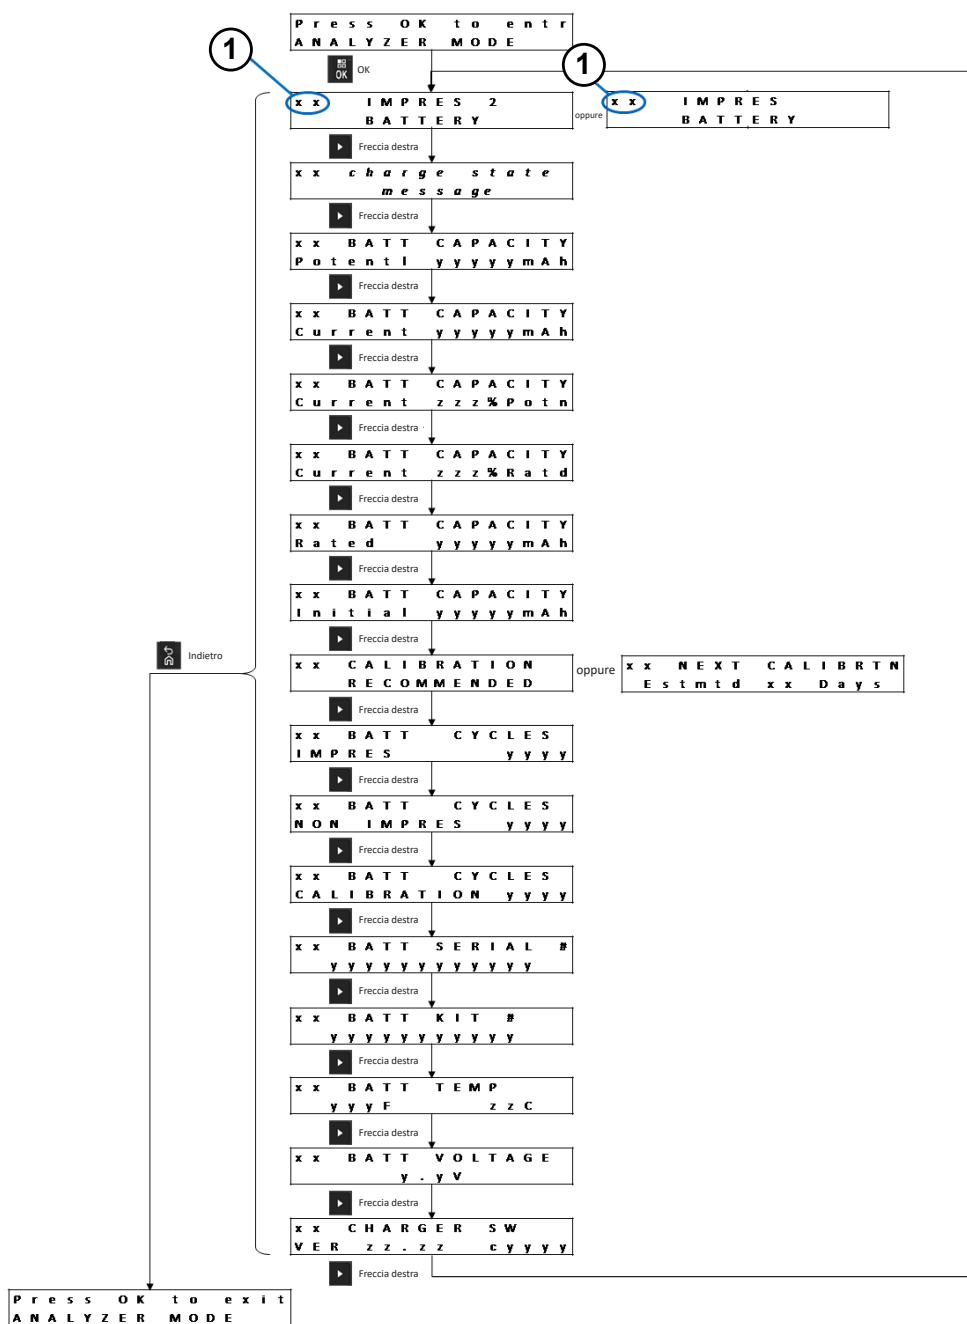 Press OK to entr
ANALYZER MODE
1
1
OK
OK
xx IMPRES 2
BATTERY
oppure
xx IMPRES
BATTERY
Freccia destra
xx charge state
message
Freccia destra
xx BATT CAPACITY
Potentl yyyyymAh
Freccia destra
xx BATT CAPACITY
Current yyyyymAh
Freccia destra
xx BATT CAPACITY
Current zzz%Potn
Freccia destra
xx BATT CAPACITY
Current zzz%Ratd
Freccia destra
xx BATT CAPACITY
Rated yyyyymAh
Freccia destra
xx BATT CAPACITY
Initial yyyyymAh
Freccia destra
Indietro
xx CALIBRATION
RECOMMENDED
oppure
xx NEXT CALIBRTN
Estmtd xx Days
Freccia destra
xx BATT CYCLES
IMPRES yyyy
Freccia destra
xx BATT CYCLES
NON IMPRES yyyy
Freccia destra
xx BATT CYCLES
CALIBRATION yyyy
Freccia destra
xx BATT SERIAL #
yyyyyyyyyyyy
Freccia destra
xx BATT KIT #
yyyyyyyyyyy
Freccia destra
xx BATT TEMP
yyyF zzC
Freccia destra
xx BATT VOLTAGE
y.yV
Freccia destra
xx CHARGER SW
VER zz.zz cyyyy
Freccia destra
Press OK to exit
ANALYZER MODE